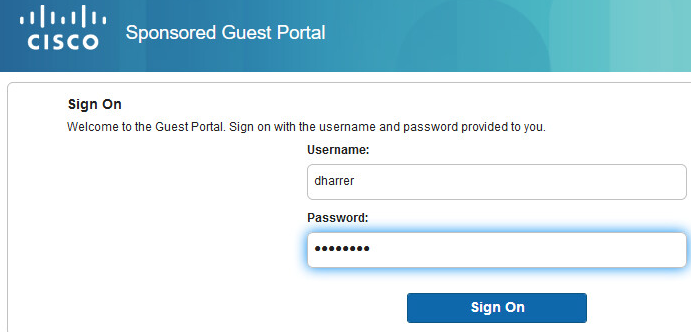 CISCO
Sponsored Guest Portal
Sign On
Welcome to the Guest Portal. Sign on with the username and password provided to you.
Username:
dharrer
Password:
••••••••
Sign On